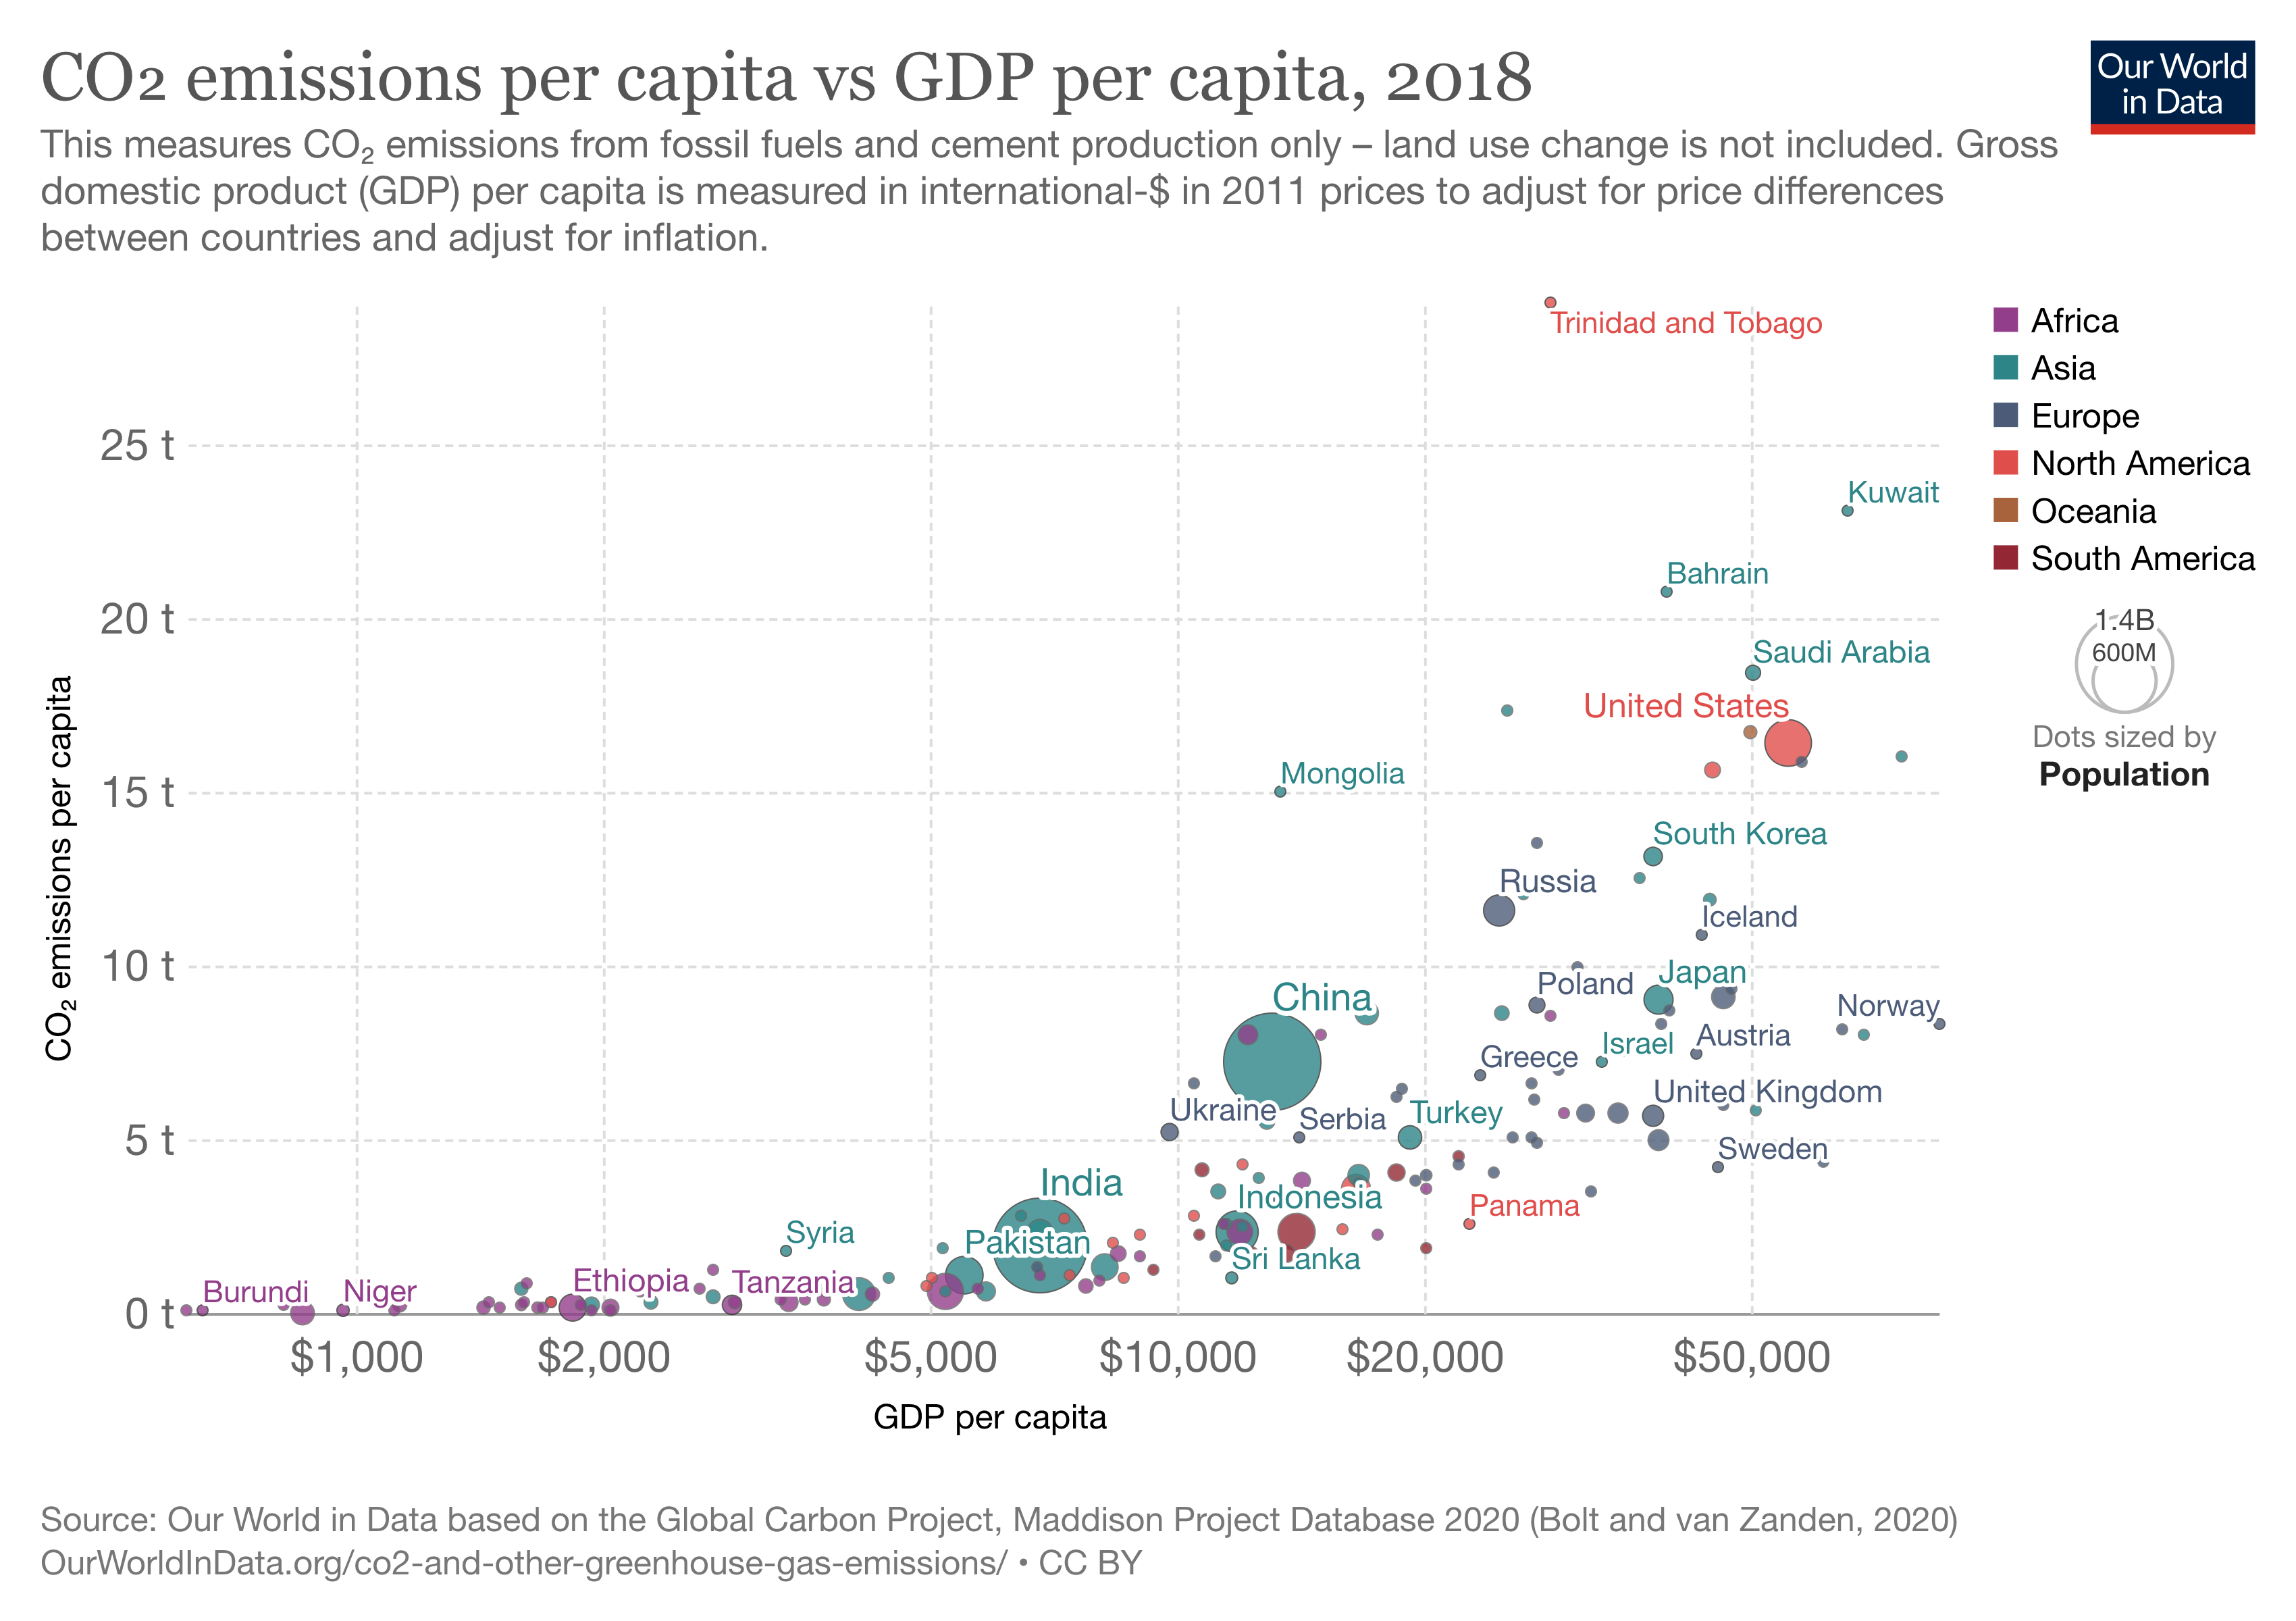 CO2 emissions per capita vs GDP per capita, 2018
Our World
in Data
This measures CO₂ emissions from fossil fuels and cement production only – land use change is not included. Gross
domestic product (GDP) per capita is measured in international-$ in 2011 prices to adjust for price differences
between countries and adjust for inflation.
Trinidad and Tobago
Africa
Asia
Europe
North America
Oceania
South America
1.4B
600M
Dots sized by
Population
25 t
20 t
15 t
10 t
5 t
0 t
CO₂ emissions per capita
Kuwait
Bahrain
Saudi Arabia
United States
Mongolia
South Korea
Russia
Iceland
Japan
Poland
China
Norway
Austria
Israel
Greece
United Kingdom
Ukraine
Serbia
Turkey
Sweden
India
Indonesia
Panama
Syria
Pakistan
Sri Lanka
Burundi
Niger
Ethiopia
Tanzania
$1,000
$2,000
$5,000
$10,000
$20,000
$50,000
GDP per capita
Source: Our World in Data based on the Global Carbon Project, Maddison Project Database 2020 (Bolt and van Zanden, 2020)
OurWorldInData.org/co2-and-other-greenhouse-gas-emissions/ • CC BY